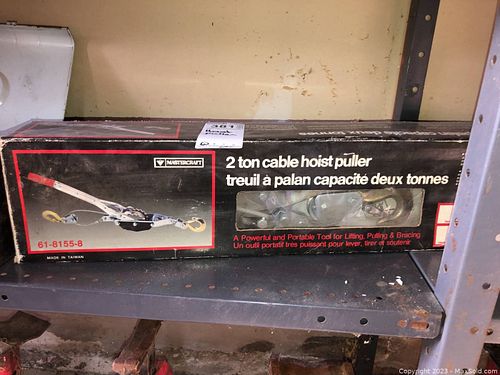 381
MASTERCRAFT
2 ton cable hoist puller
treuil à palan capacité deux tonnes
61-8155-8
A Powerful and Portable Tool for Lifting, Pulling & Bracing
Un outil portatif très puissant pour lever, tirer et soutenir
MADE IN TAIWAN
Copyright 2023 - MaxSold.com